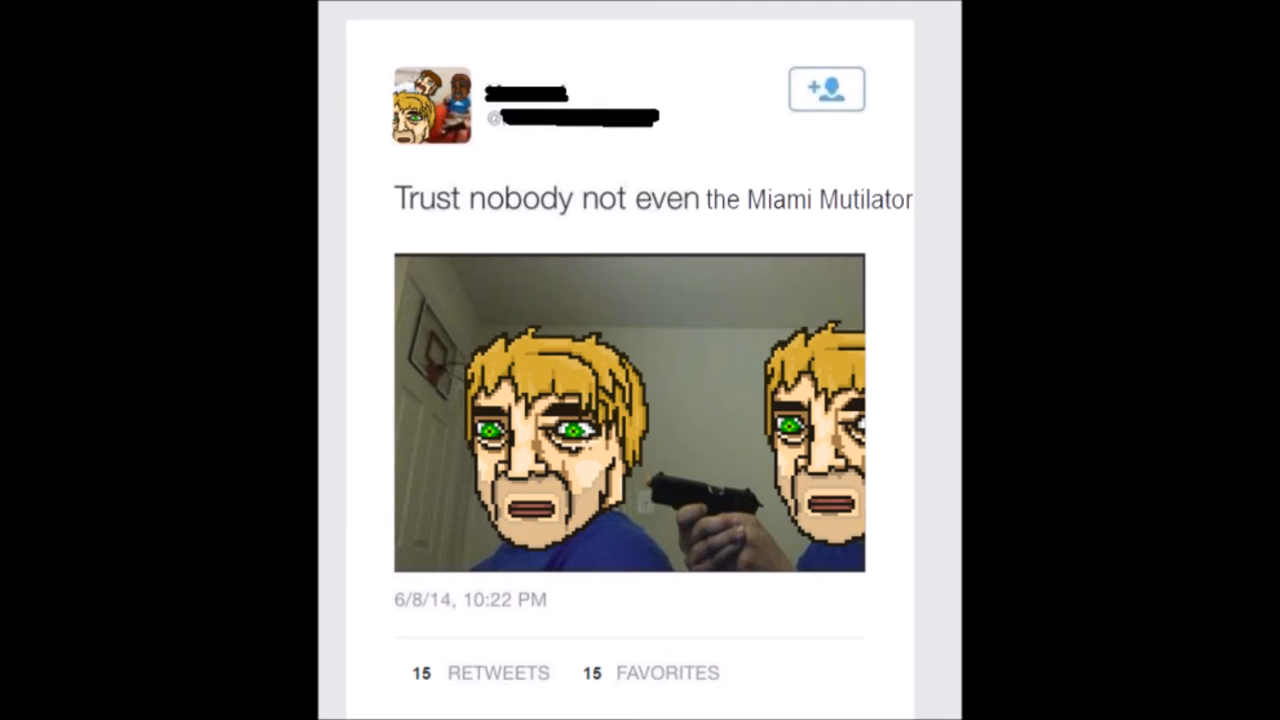 @
Trust nobody not even the Miami Mutilator
6/8/14, 10:22 PM
15 RETWEETS 15 FAVORITES